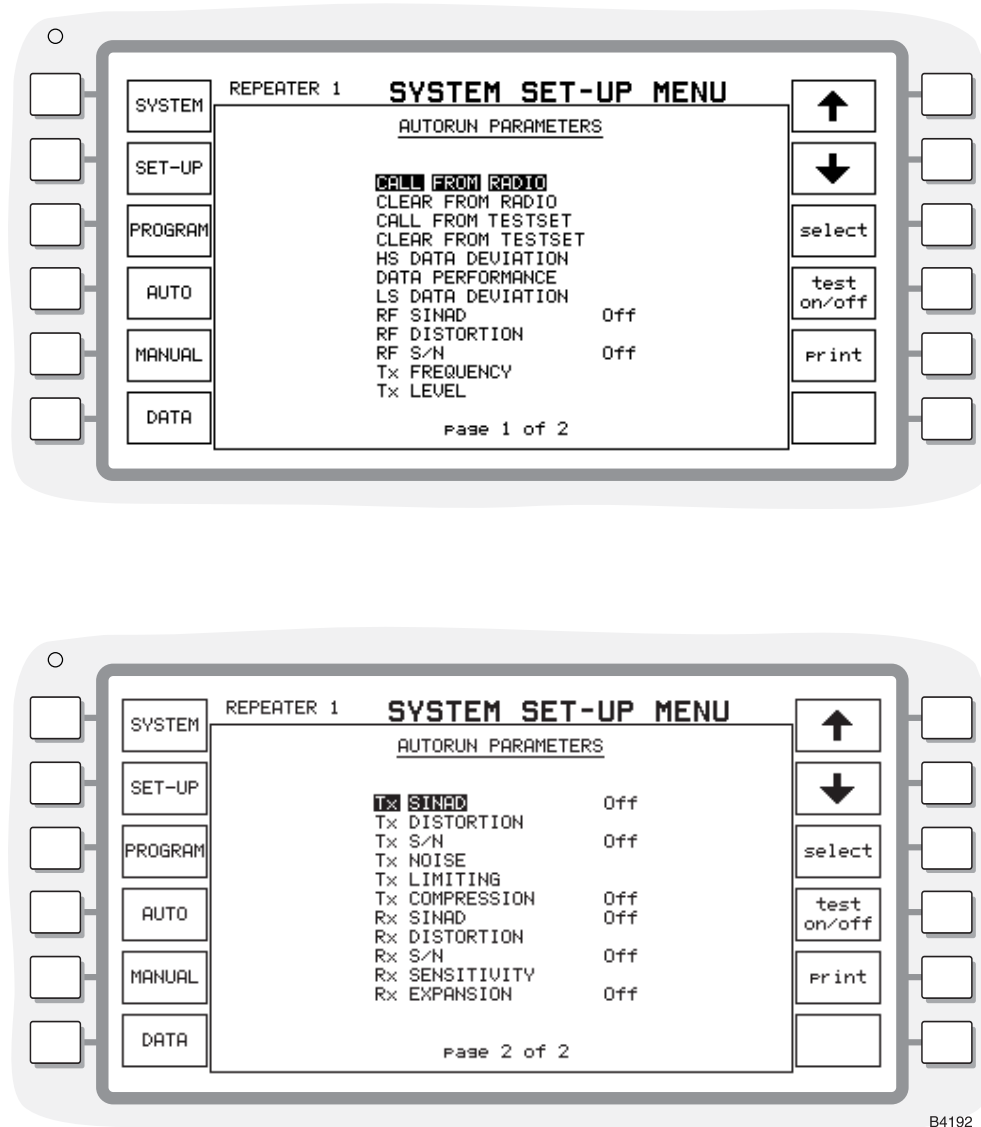 REPEATER 1 SYSTEM SET-UP MENU
AUTORUN PARAMETERS
SYSTEM
SET-UP
PROGRAM
AUTO
MANUAL
DATA
CALL FROM RADIO
CLEAR FROM RADIO
CALL FROM TESTSET
CLEAR FROM TESTSET
HS DATA DEVIATION
DATA PERFORMANCE
LS DATA DEVIATION
RF SINAD Off
RF DISTORTION
RF S/N Off
Tx FREQUENCY
Tx LEVEL
page 1 of 2
select
test
on/off
print
REPEATER 1 SYSTEM SET-UP MENU
AUTORUN PARAMETERS
SYSTEM
SET-UP
PROGRAM
AUTO
MANUAL
DATA
Tx SINAD Off
Tx DISTORTION
Tx S/N Off
Tx NOISE
Tx LIMITING
Tx COMPRESSION Off
Rx SINAD Off
Rx DISTORTION
Rx S/N Off
Rx SENSITIVITY
Rx EXPANSION Off
page 2 of 2
select
test
on/off
print
B4192